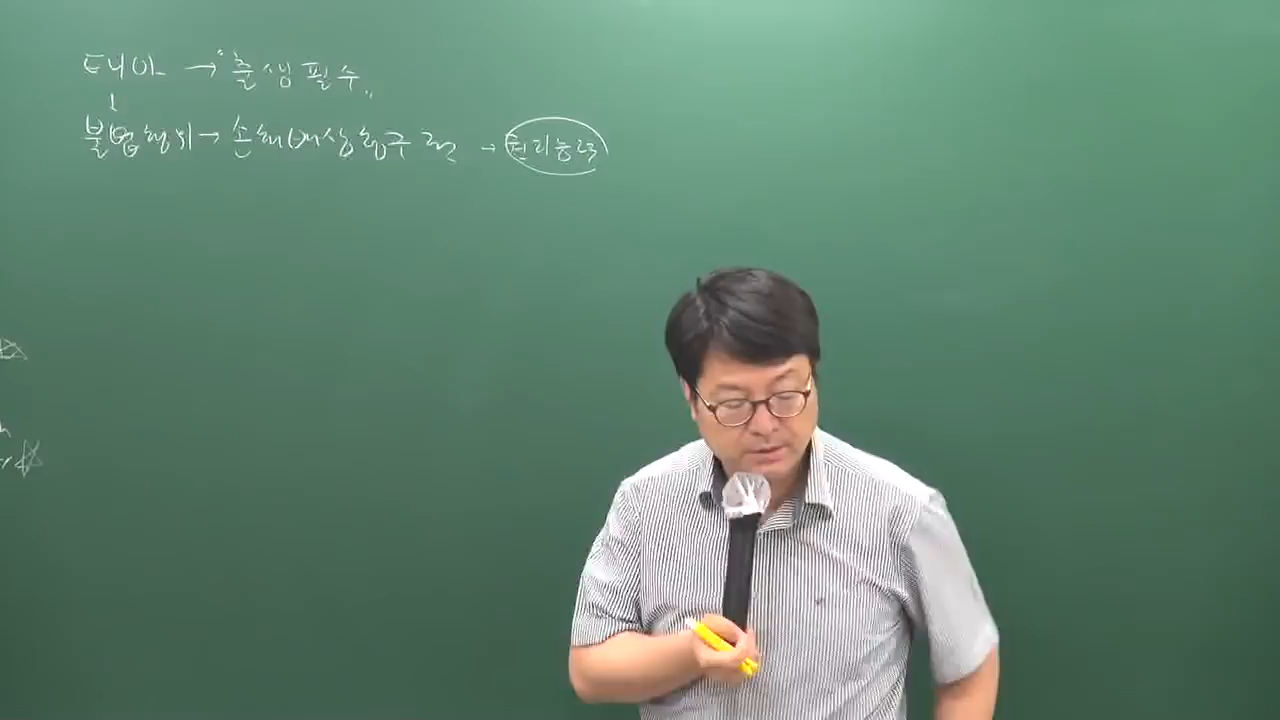 태아 → 출생필수
↓
불법행위 → 손해배상청구권 → 권리능력